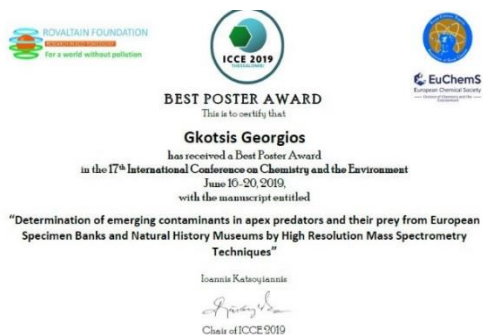 ROVALTAIN FOUNDATION
For a world without pollution
ICCE 2019
THESSALONIKI
EuChemS
European Chemical Society
BEST POSTER AWARD
This is to certify that
Gkotsis Georgios
has received a Best Poster Award
in the 17th International Conference on Chemistry and the Environment
June 16-20, 2019,
with the manuscript entitled
"Determination of emerging contaminants in apex predators and their prey from European
Specimen Banks and Natural History Museums by High Resolution Mass Spectrometry
Techniques"
Ioannis Katsoyiannis
Chair of ICCE 2019